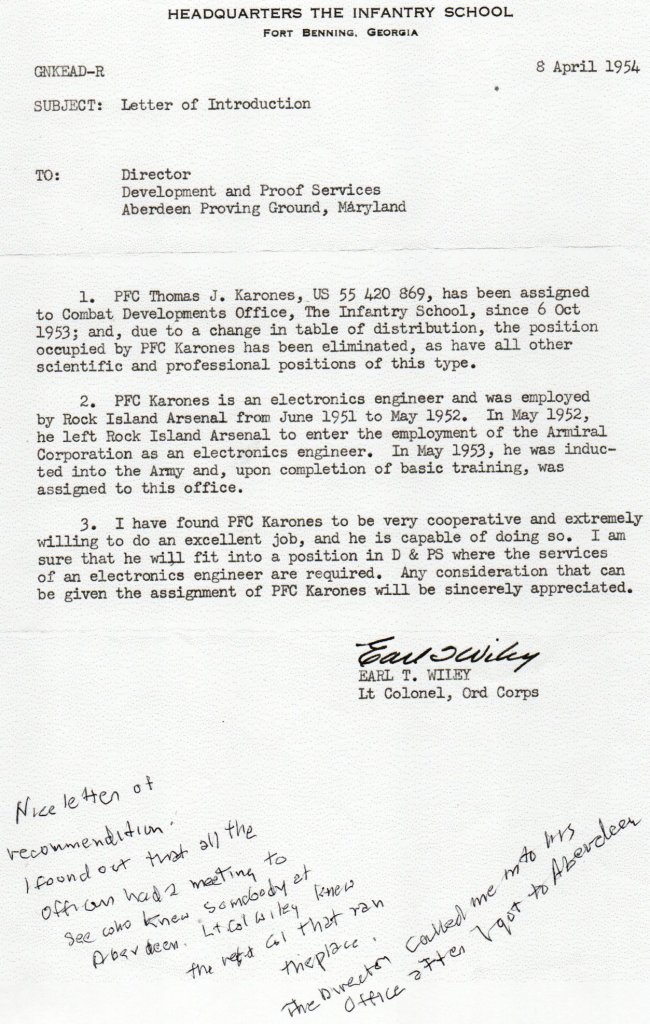 HEADQUARTERS THE INFANTRY SCHOOL
FORT BENNING, GEORGIA
GNKEAD-R
8 April 1954
SUBJECT: Letter of Introduction
TO: Director
Development and Proof Services
Aberdeen Proving Ground, Maryland
1. PFC Thomas J. Karones, US 55 420 869, has been assigned
to Combat Developments Office, The Infantry School, since 6 Oct
1953; and, due to a change in table of distribution, the position
occupied by PFC Karones has been eliminated, as have all other
scientific and professional positions of this type.
2. PFC Karones is an electronics engineer and was employed
by Rock Island Arsenal from June 1951 to May 1952. In May 1952,
he left Rock Island Arsenal to enter the employment of the Armiral
Corporation as an electronics engineer. In May 1953, he was induc-
ted into the Army and, upon completion of basic training, was
assigned to this office.
3. I have found PFC Karones to be very cooperative and extremely
willing to do an excellent job, and he is capable of doing so. I am
sure that he will fit into a position in D & PS where the services
of an electronics engineer are required. Any consideration that can
be given the assignment of PFC Karones will be sincerely appreciated.
Earl T Wiley
EARL T. WILEY
Lt Colonel, Ord Corps
Nice letter of
recommendition.
I found out that all the
officers had a meeting to
see who knew somebody at
Aberdeen. Lt Col Wiley knew
the Col that ran
the place.
The Director called me into his
office after I got to Aberdeen